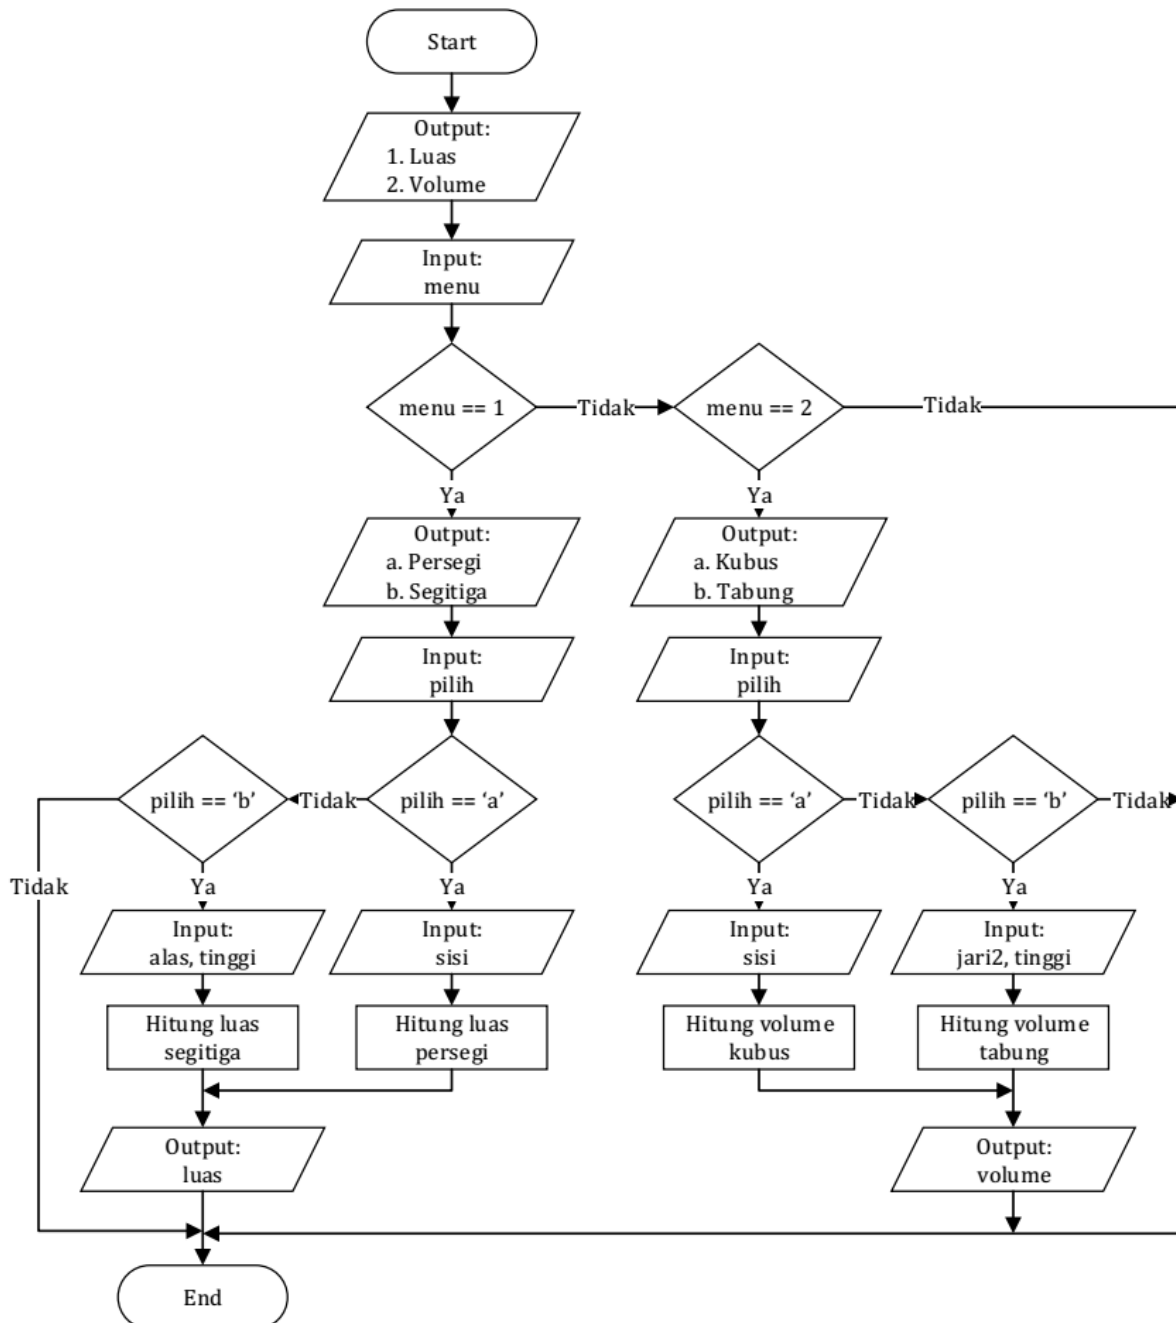 Start
Output:
1. Luas
2. Volume
Input:
menu
menu == 1
Tidak
menu == 2
Tidak
Ya
Ya
Output:
a. Persegi
b. Segitiga
Output:
a. Kubus
b. Tabung
Input:
pilih
Input:
pilih
pilih == ‘b’
Tidak
pilih == ‘a’
pilih == ‘a’
Tidak
pilih == ‘b’
Tidak
Tidak
Ya
Ya
Ya
Ya
Input:
alas, tinggi
Input:
sisi
Input:
sisi
Input:
jari2, tinggi
Hitung luas
segitiga
Hitung luas
persegi
Hitung volume
kubus
Hitung volume
tabung
Output:
luas
Output:
volume
End